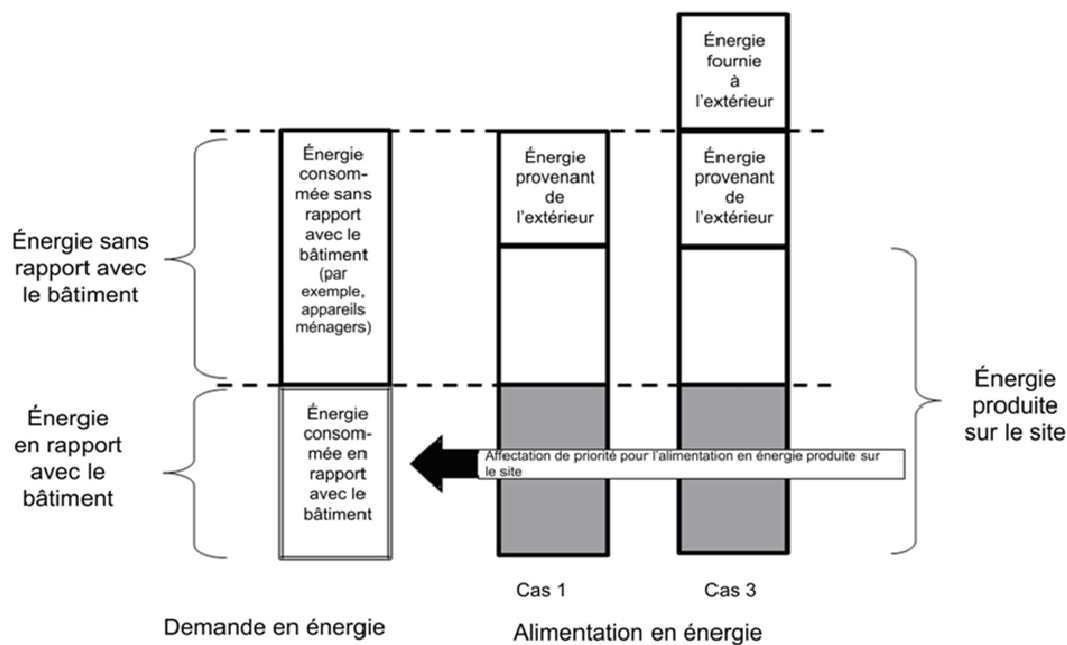 Énergie
fournie
à
l'extérieur
Énergie
consom-
mée sans
rapport
avec le
bâtiment
(par
exemple,
appareils
ménagers)
Énergie
provenant
de
l'extérieur
Énergie
provenant
de
l'extérieur
Énergie sans
rapport avec
le bâtiment
Énergie
en rapport
avec le
bâtiment
Énergie
consom-
mée en
rapport
avec le
bâtiment
Affectation de priorité pour l'alimentation en énergie produite sur
le site
Énergie
produite
sur le site
Cas 1
Cas 3
Demande en énergie
Alimentation en énergie